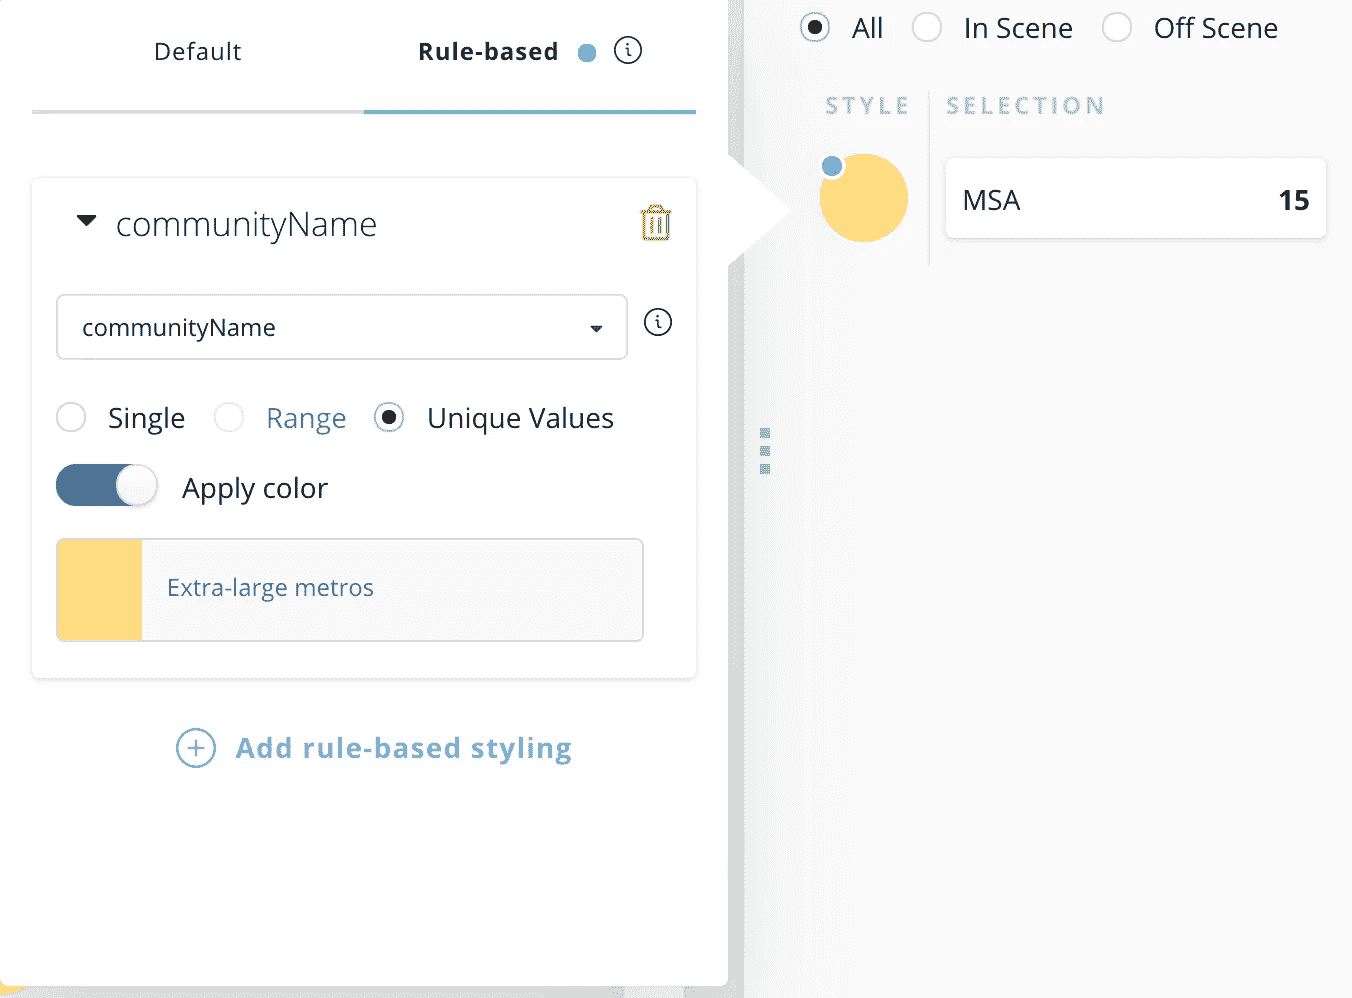 Default
Rule-based
communityName
communityName
Single
Range
Unique Values
Apply color
Extra-large metros
Add rule-based styling
All
In Scene
Off Scene
STYLE
SELECTION
MSA 15